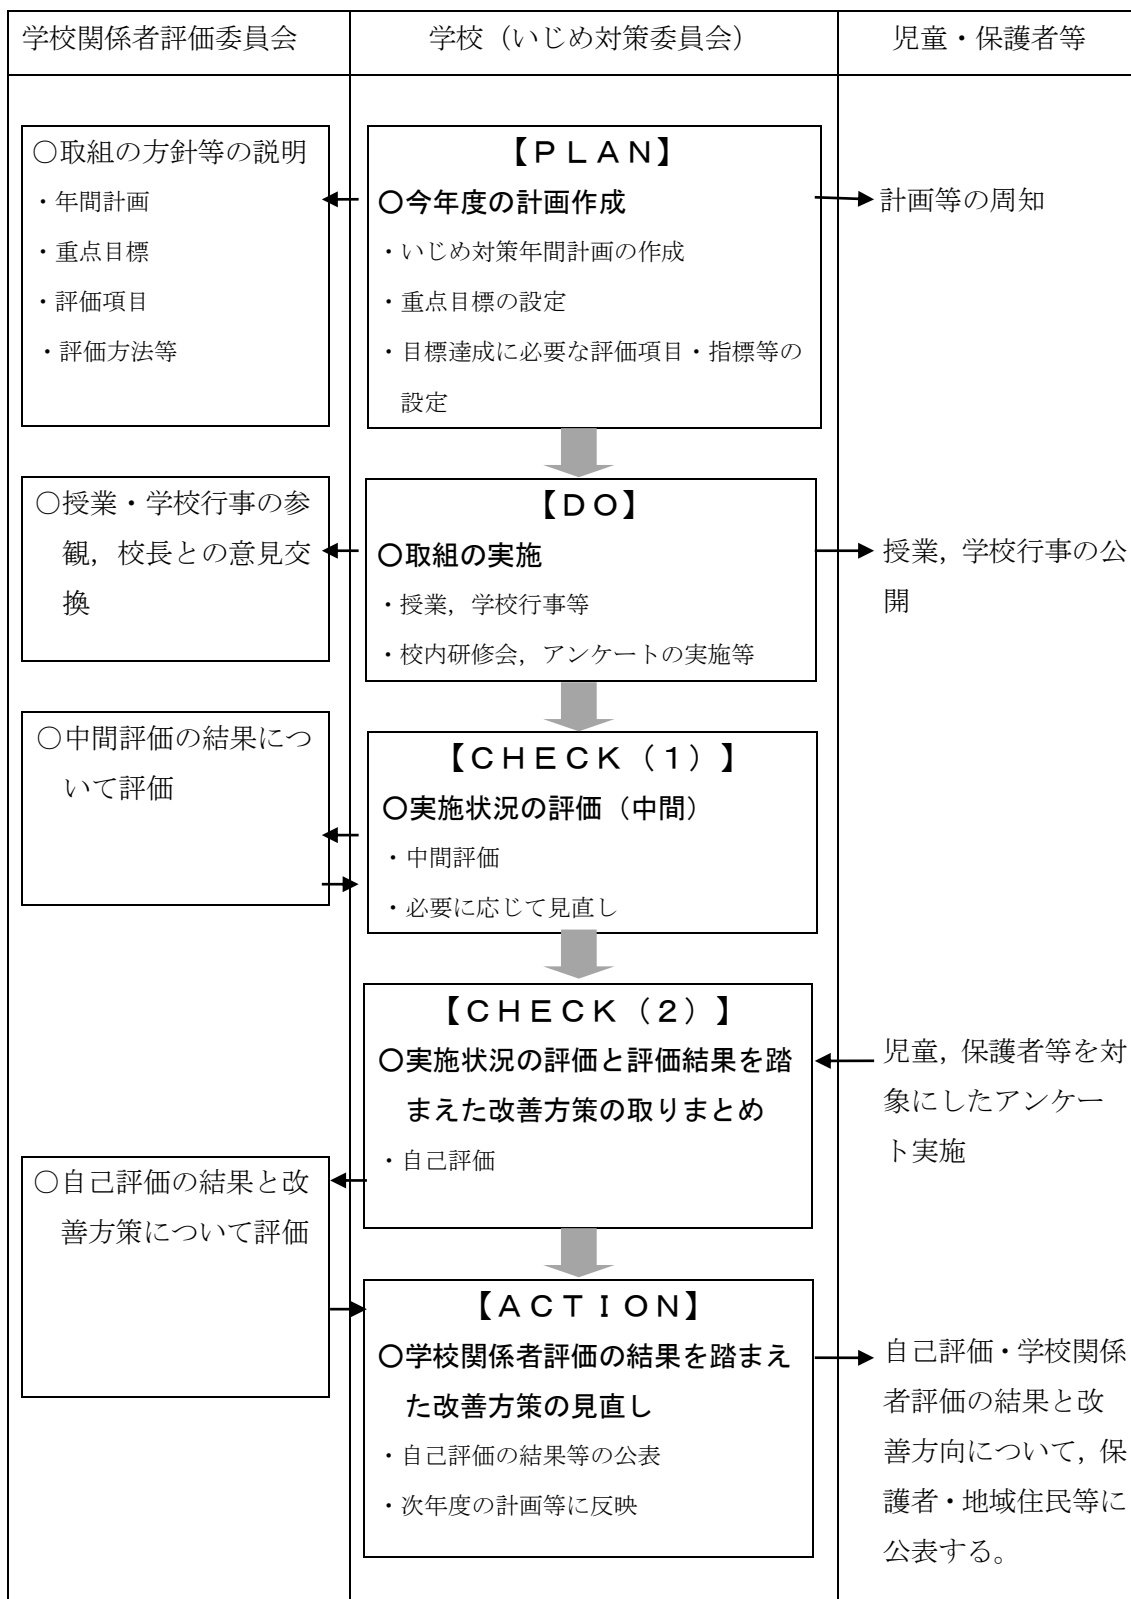 学校関係者評価委員会
学校（いじめ対策委員会）
児童・保護者等
○取組の方針等の説明
・年間計画
・重点目標
・評価項目
・評価方法等
【ＰＬＡＮ】
○今年度の計画作成
・いじめ対策年間計画の作成
・重点目標の設定
・目標達成に必要な評価項目・指標等の
設定
計画等の周知
○授業・学校行事の参
観，校長との意見交
換
【ＤＯ】
○取組の実施
・授業，学校行事等
・校内研修会，アンケートの実施等
授業，学校行事の公
開
○中間評価の結果につ
いて評価
【ＣＨＥＣＫ（１）】
○実施状況の評価（中間）
・中間評価
・必要に応じて見直し
【ＣＨＥＣＫ（２）】
○実施状況の評価と評価結果を踏
まえた改善方策の取りまとめ
・自己評価
児童，保護者等を対
象にしたアンケー
ト実施
○自己評価の結果と改
善方策について評価
【ＡＣＴＩＯＮ】
○学校関係者評価の結果を踏まえ
た改善方策の見直し
・自己評価の結果等の公表
・次年度の計画等に反映
自己評価・学校関係
者評価の結果と改
善方向について，保
護者・地域住民等に
公表する。